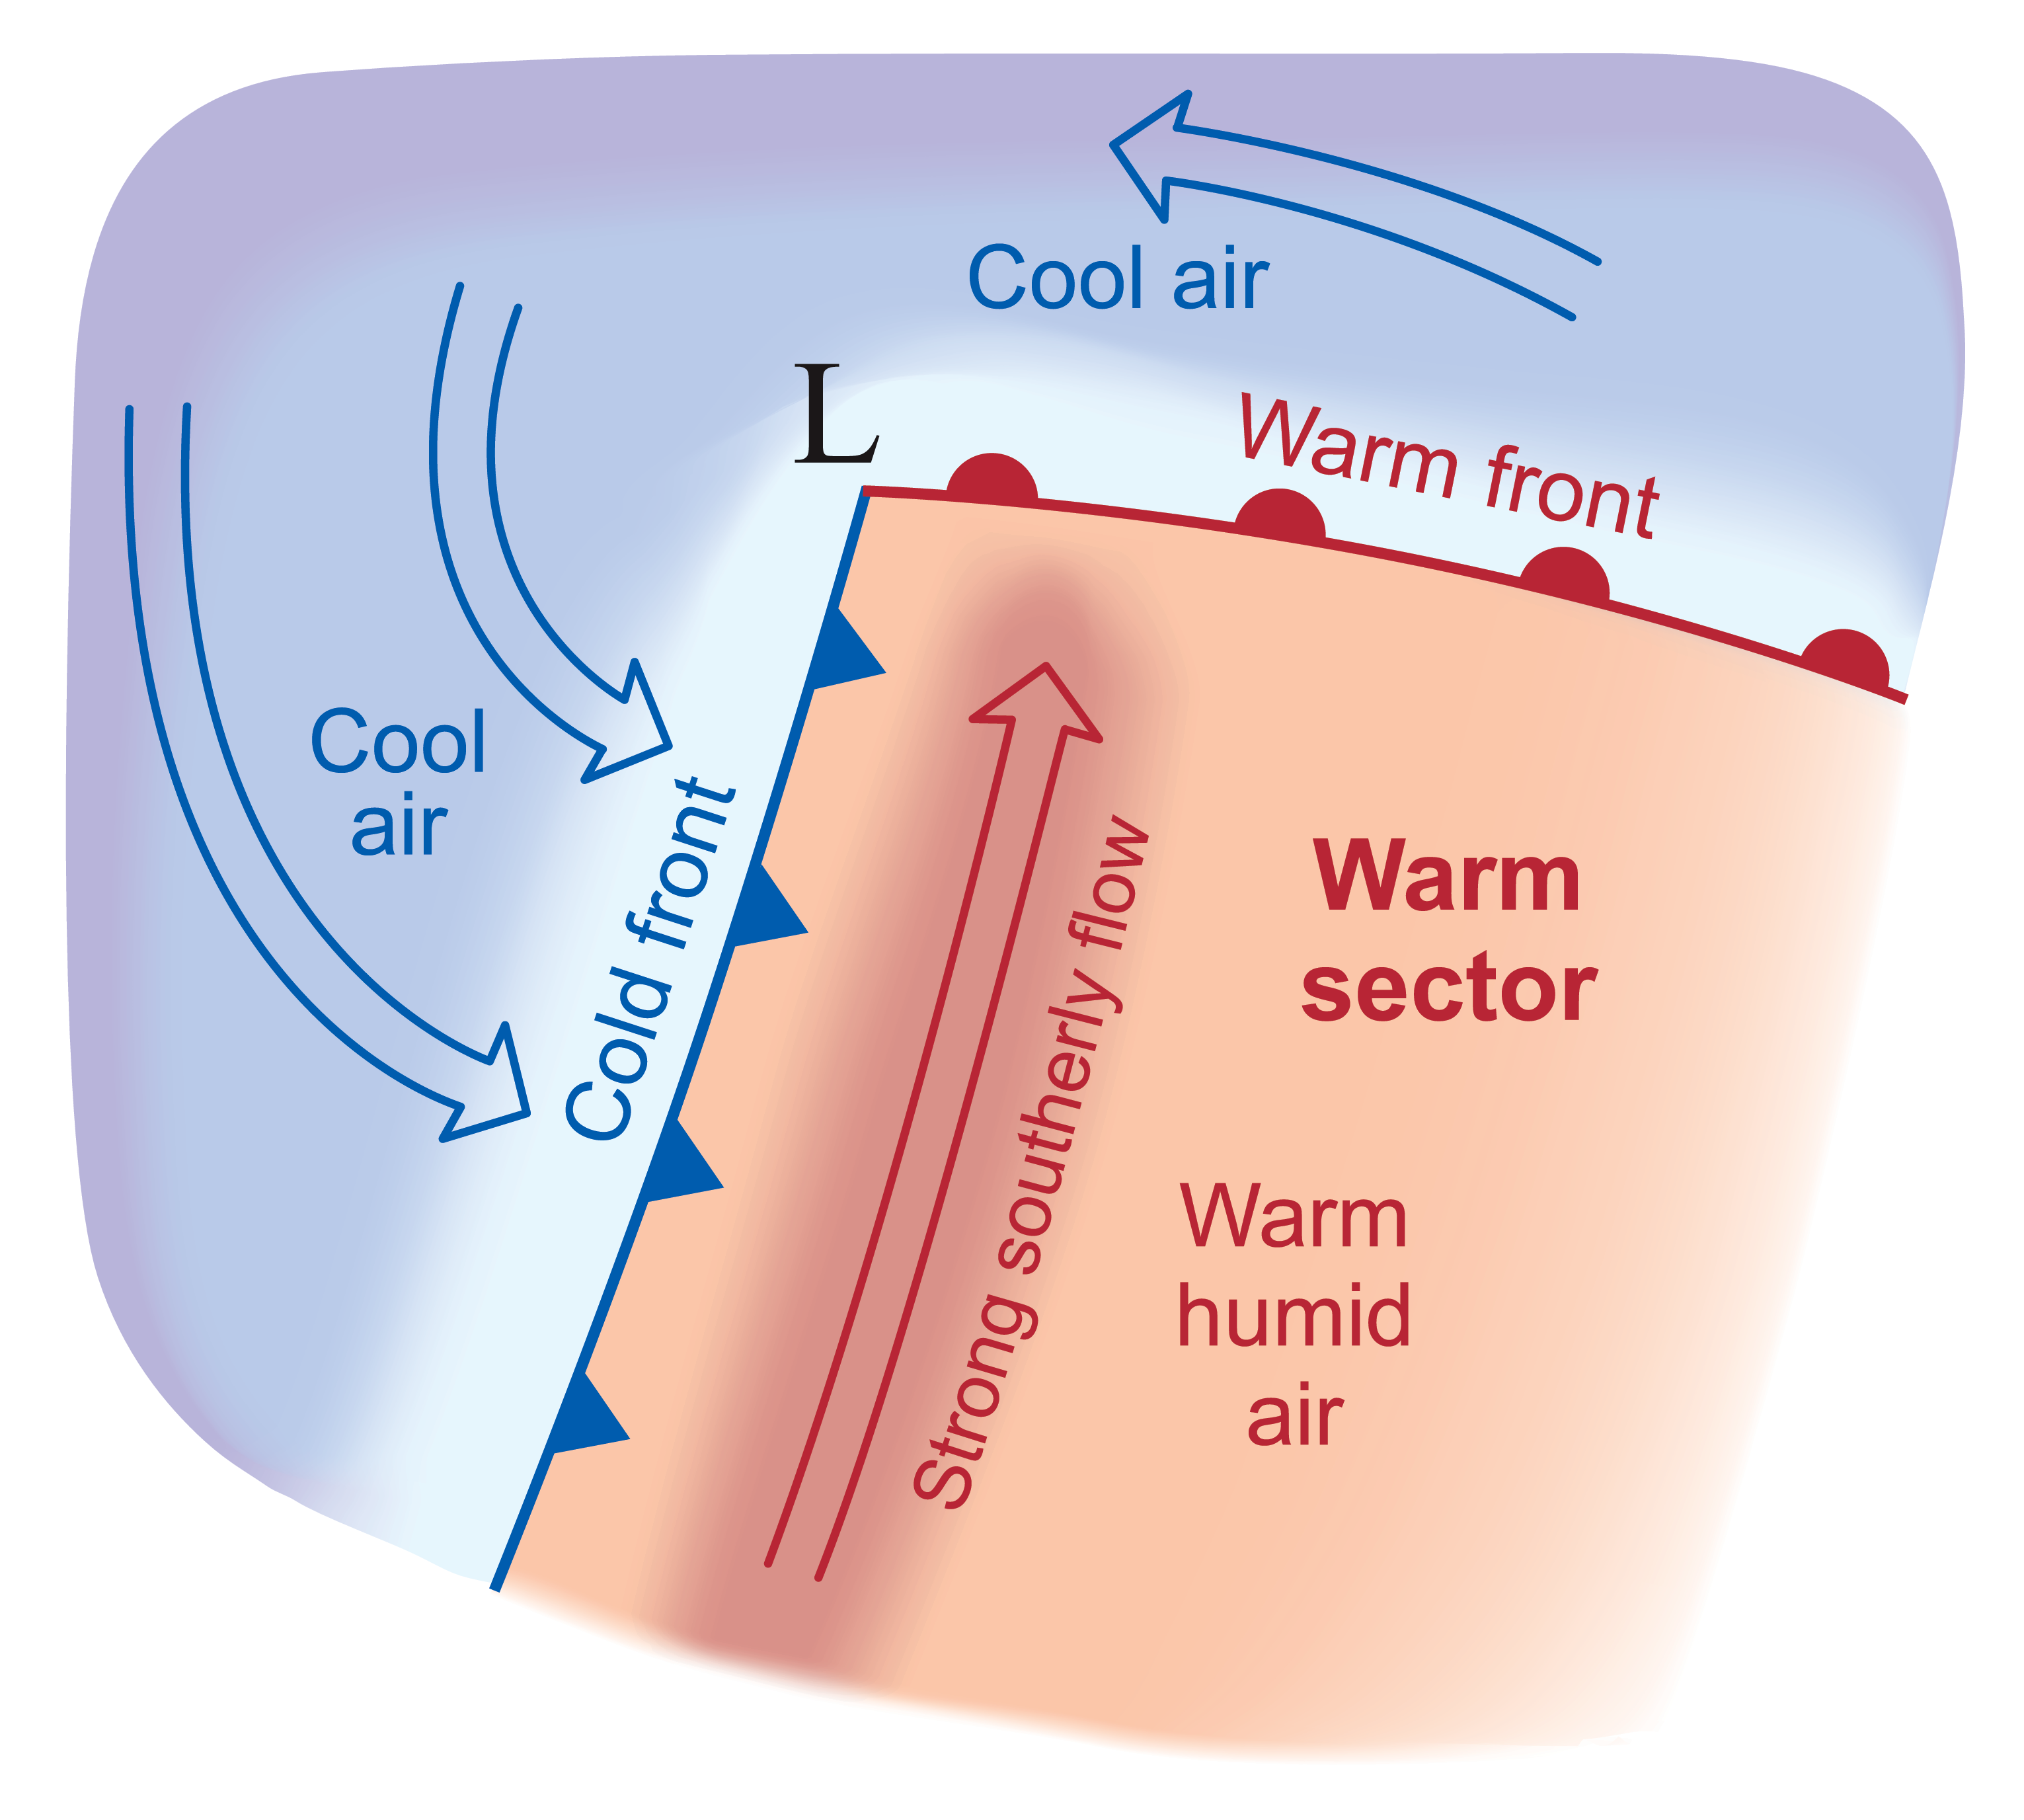 Cool air
L
Warm front
Cool
air
Cold front
Strong southerly flow
Warm
sector
Warm
humid
air